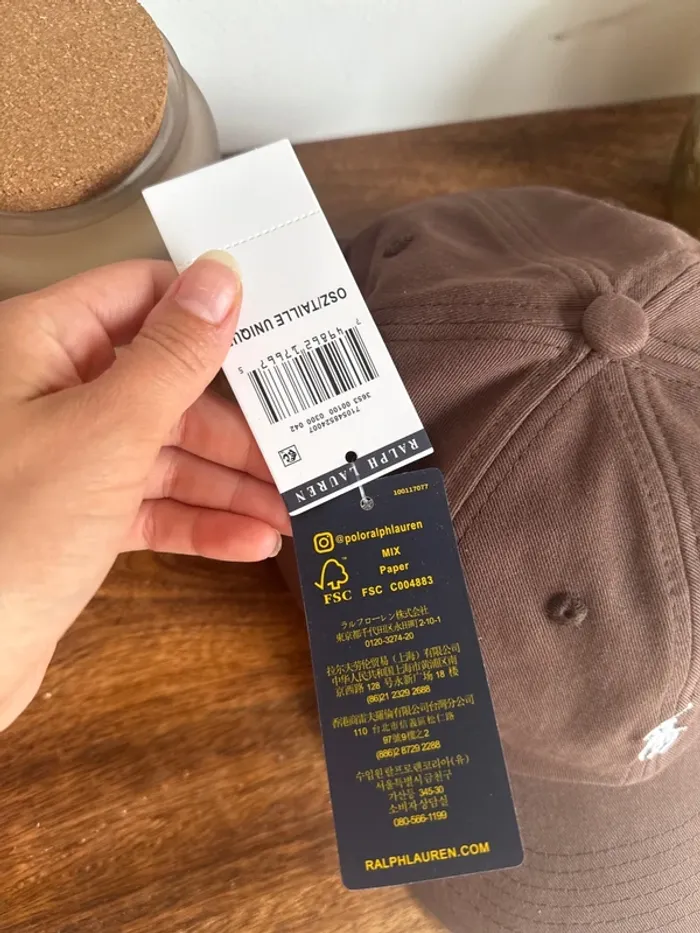 OSZ/TAILLE UNIQU
7 49862 17667 5
710548524007
3653 00100 0300 042
RALPH LAUREN
100117077
@poloralphlauren
MIX
Paper
FSC
FSC C004883
ラルフローレン株式会社
東京都千代田区永田町2-10-1
0120-3274-20
拉尔夫劳伦贸易（上海）有限公司
中华人民共和国上海市黄浦区南
京西路 128 号永新广场 18 楼
(86)21 2329 2688
香港商雷夫羅倫有限公司台灣分公司
110 台北市信義區松仁路
97號9樓之2
(886)2 8729 2288
수입원 랄프로렌코리아(유)
서울특별시 금천구
가산동 345-30
소비자 상담실
080-566-1199
RALPHLAUREN.COM